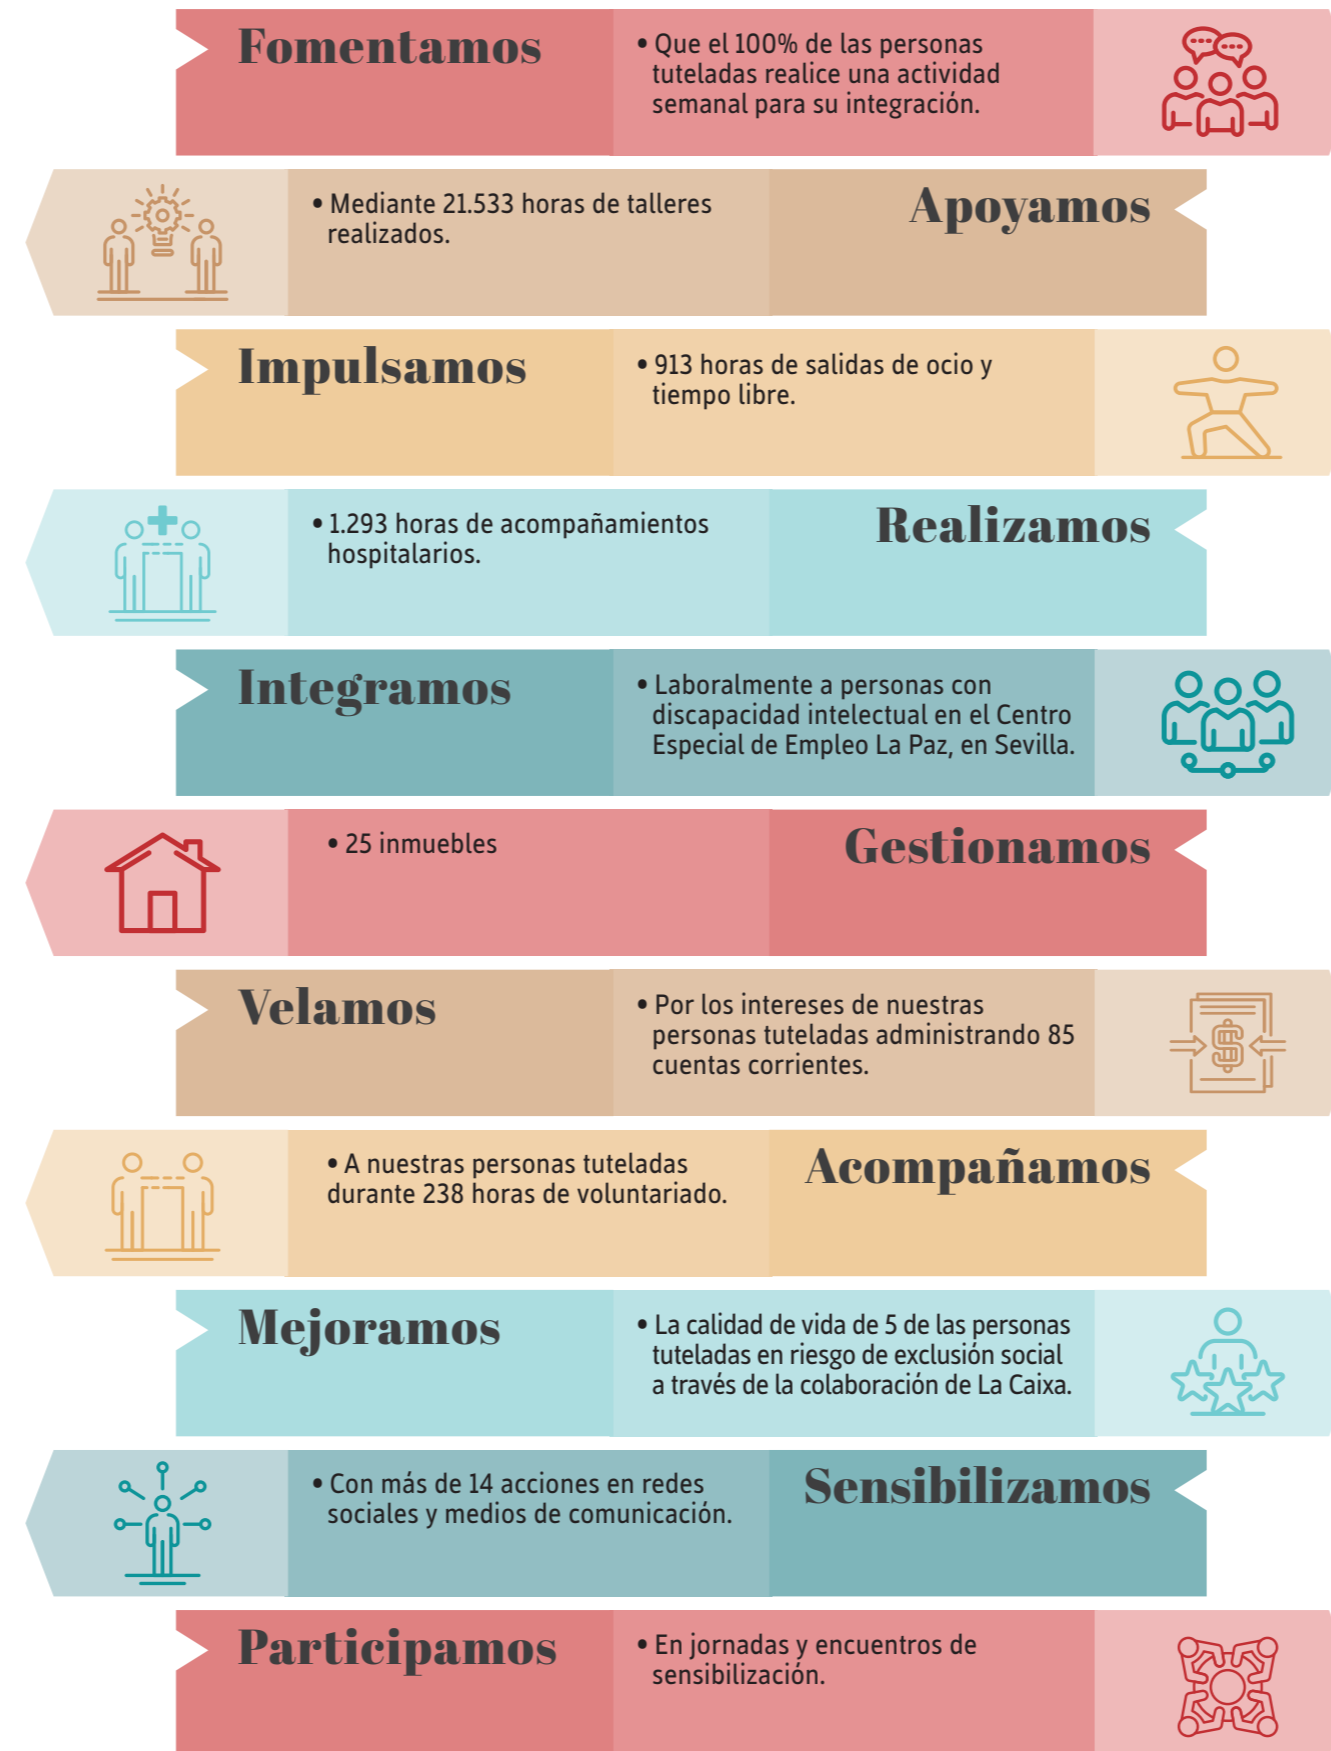 Fomentamos
• Que el 100% de las personas
tuteladas realice una actividad
semanal para su integración.
• Mediante 21.533 horas de talleres
realizados.
Apoyamos
Impulsamos
• 913 horas de salidas de ocio y
tiempo libre.
• 1.293 horas de acompañamientos
hospitalarios.
Realizamos
Integramos
• Laboralmente a personas con
discapacidad intelectual en el Centro
Especial de Empleo La Paz, en Sevilla.
• 25 inmuebles
Gestionamos
Velamos
• Por los intereses de nuestras
personas tuteladas administrando 85
cuentas corrientes.
• A nuestras personas tuteladas
durante 238 horas de voluntariado.
Acompañamos
Mejoramos
• La calidad de vida de 5 de las personas
tuteladas en riesgo de exclusión social
a través de la colaboración de La Caixa.
• Con más de 14 acciones en redes
sociales y medios de comunicación.
Sensibilizamos
Participamos
• En jornadas y encuentros de
sensibilización.